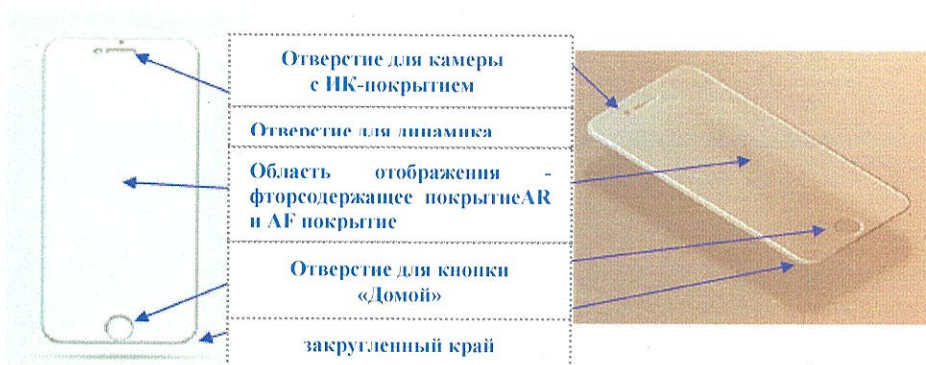 Отверстие для камеры
с ИК-покрытием
Отверстие для динамика
Область отображения -
фторсодержащее покрытиеAR
и AF покрытие
Отверстие для кнопки
«Домой»
закругленный край